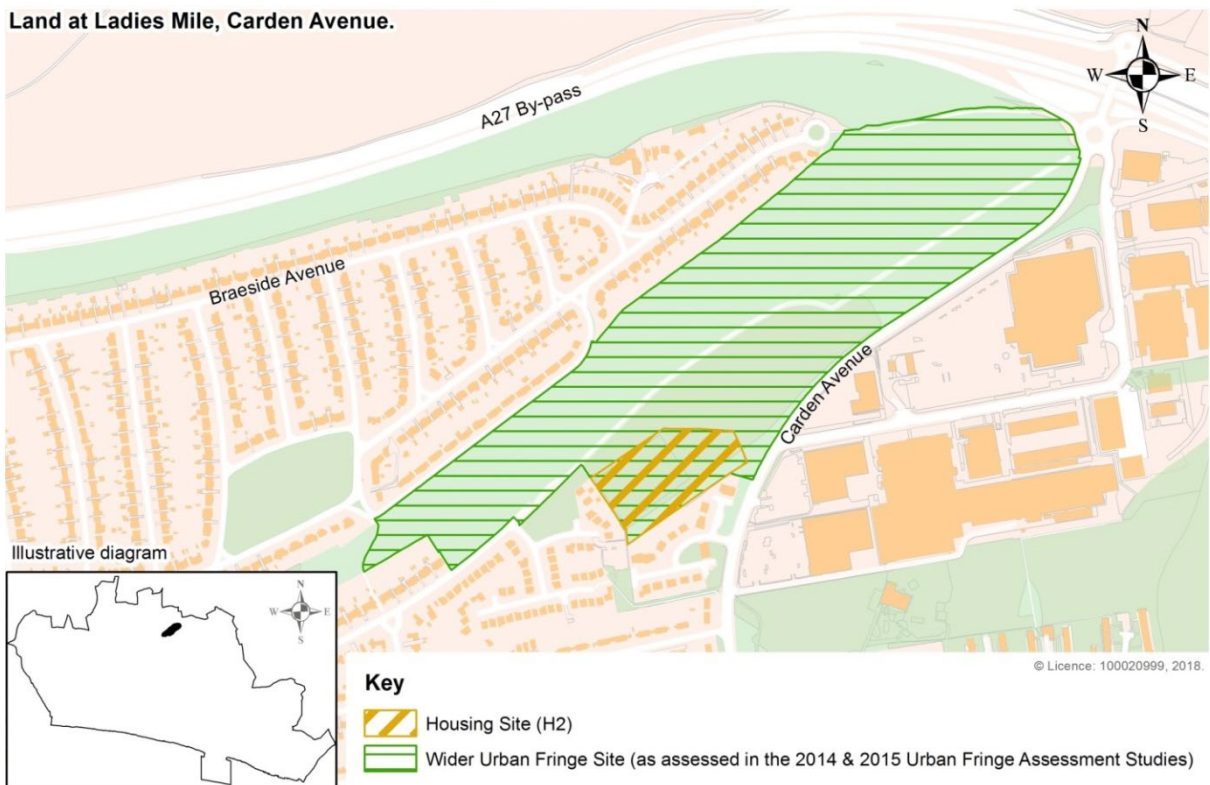 Land at Ladies Mile, Carden Avenue.
N
W E
S
A27 By-pass
Braeside Avenue
Carden Avenue
Illustrative diagram
N
W E
S
© Licence: 100020999, 2018.
Key
Housing Site (H2)
Wider Urban Fringe Site (as assessed in the 2014 & 2015 Urban Fringe Assessment Studies)